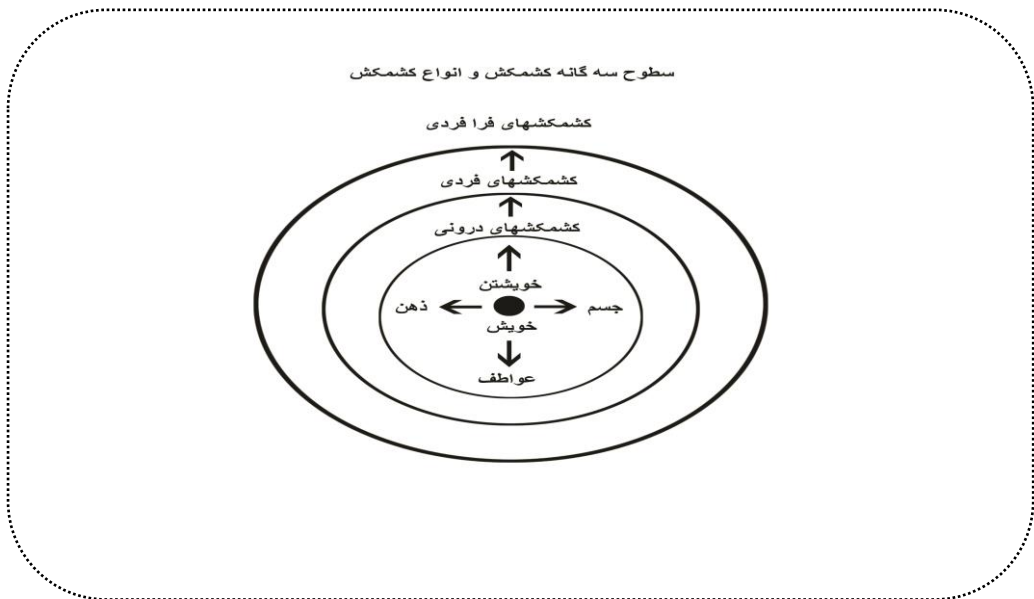 سطوح سه گانه کشمکش و انواع کشمکش
کشمکشهای فرا فردی
کشمکشهای فردی
کشمکشهای درونی
خویشتن
جسم
ذهن
خویش
عواطف